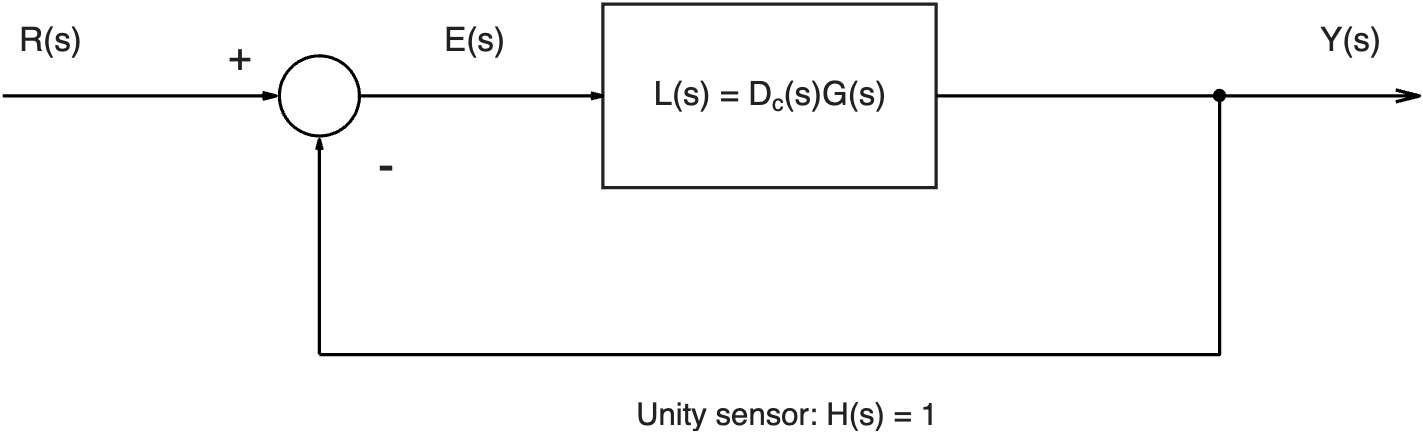 R(s)
+
E(s)
L(s) = Dc(s)G(s)
Y(s)
-
Unity sensor: H(s) = 1